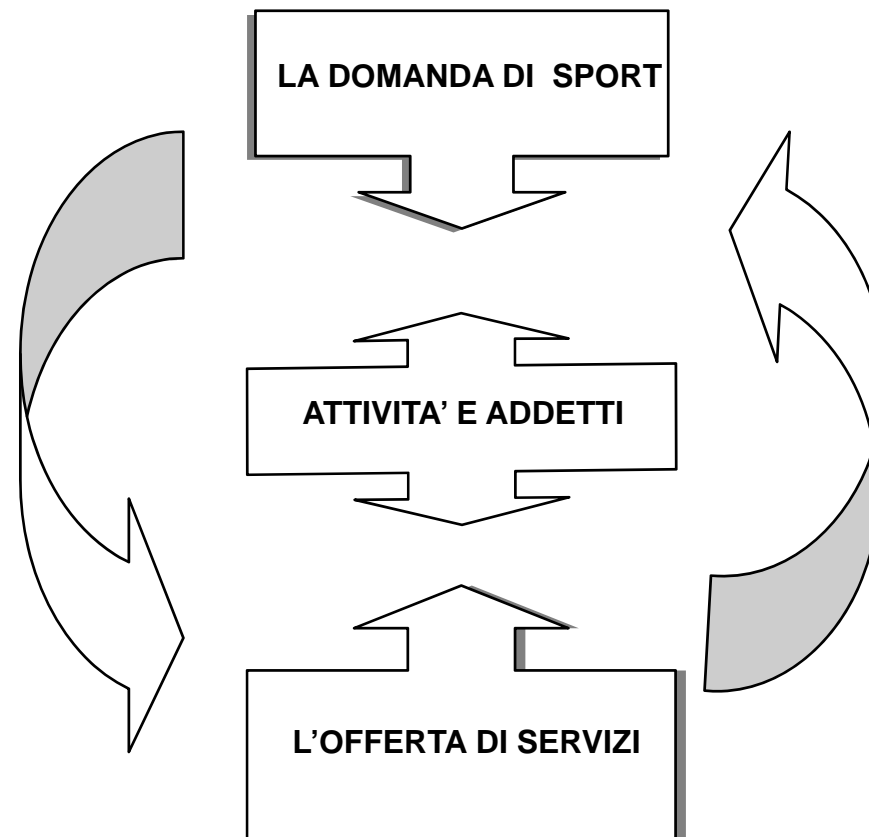 LA DOMANDA DI  SPORT
ATTIVITA’ E ADDETTI
L’OFFERTA DI SERVIZI